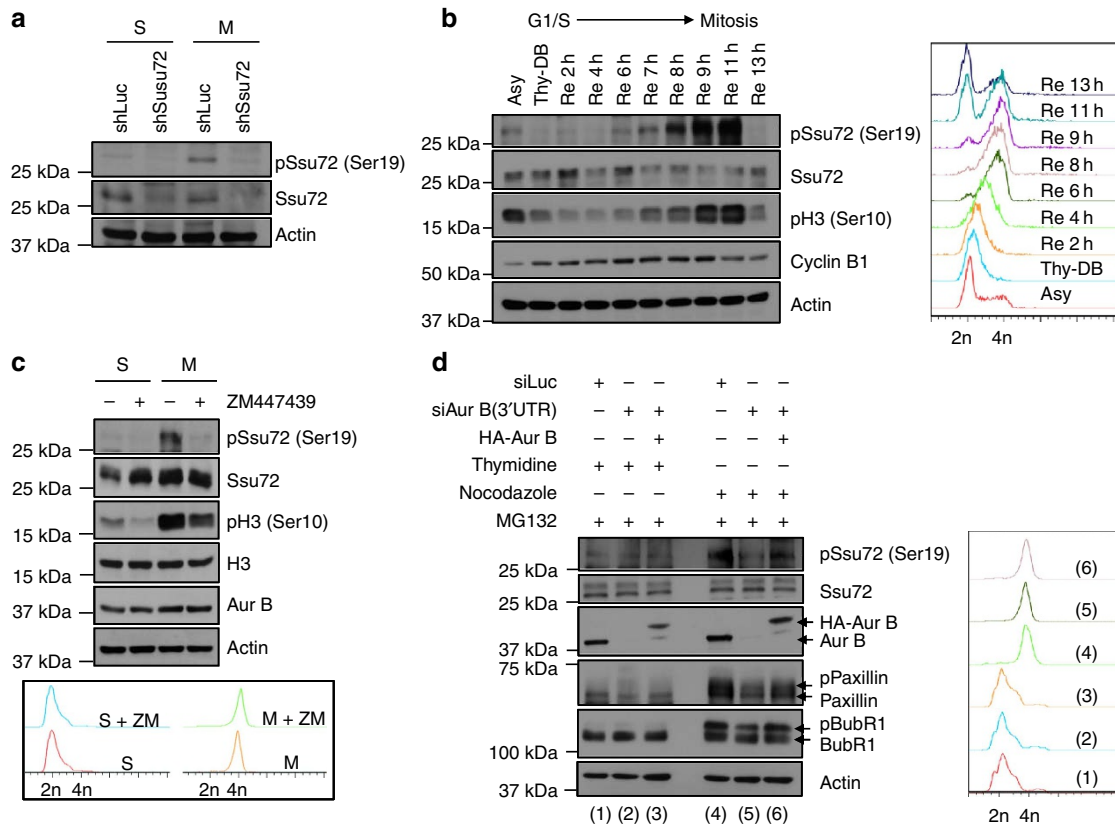 a
S M
shLuc
shSusu72
shLuc
shSsu72
pSsu72 (Ser19)
25 kDa
Ssu72
25 kDa
Actin
37 kDa
b
G1/S Mitosis
Asy
Thy-DB
Re 2 h
Re 4 h
Re 6 h
Re 7 h
Re 8 h
Re 9 h
Re 11 h
Re 13 h
pSsu72 (Ser19)
25 kDa
Ssu72
25 kDa
pH3 (Ser10)
15 kDa
Cyclin B1
50 kDa
Actin
37 kDa
Re 13 h
Re 11 h
Re 9 h
Re 8 h
Re 6 h
Re 4 h
Re 2 h
Thy-DB
Asy
2n 4n
c
S M
– + – + ZM447439
pSsu72 (Ser19)
25 kDa
Ssu72
25 kDa
pH3 (Ser10)
15 kDa
H3
15 kDa
Aur B
37 kDa
Actin
37 kDa
S + ZM M + ZM
S M
2n 4n 2n 4n
d
siLuc + – – + – –
siAur B(3′UTR) – + + – + +
HA-Aur B – – + – – +
Thymidine + + + – – –
Nocodazole – – – + + +
MG132 + + + + + +
pSsu72 (Ser19)
25 kDa
Ssu72
25 kDa
HA-Aur B
Aur B
37 kDa
75 kDa
pPaxillin
Paxillin
pBubR1
BubR1
100 kDa
Actin
37 kDa
(1) (2) (3) (4) (5) (6)
(6)
(5)
(4)
(3)
(2)
(1)
2n 4n